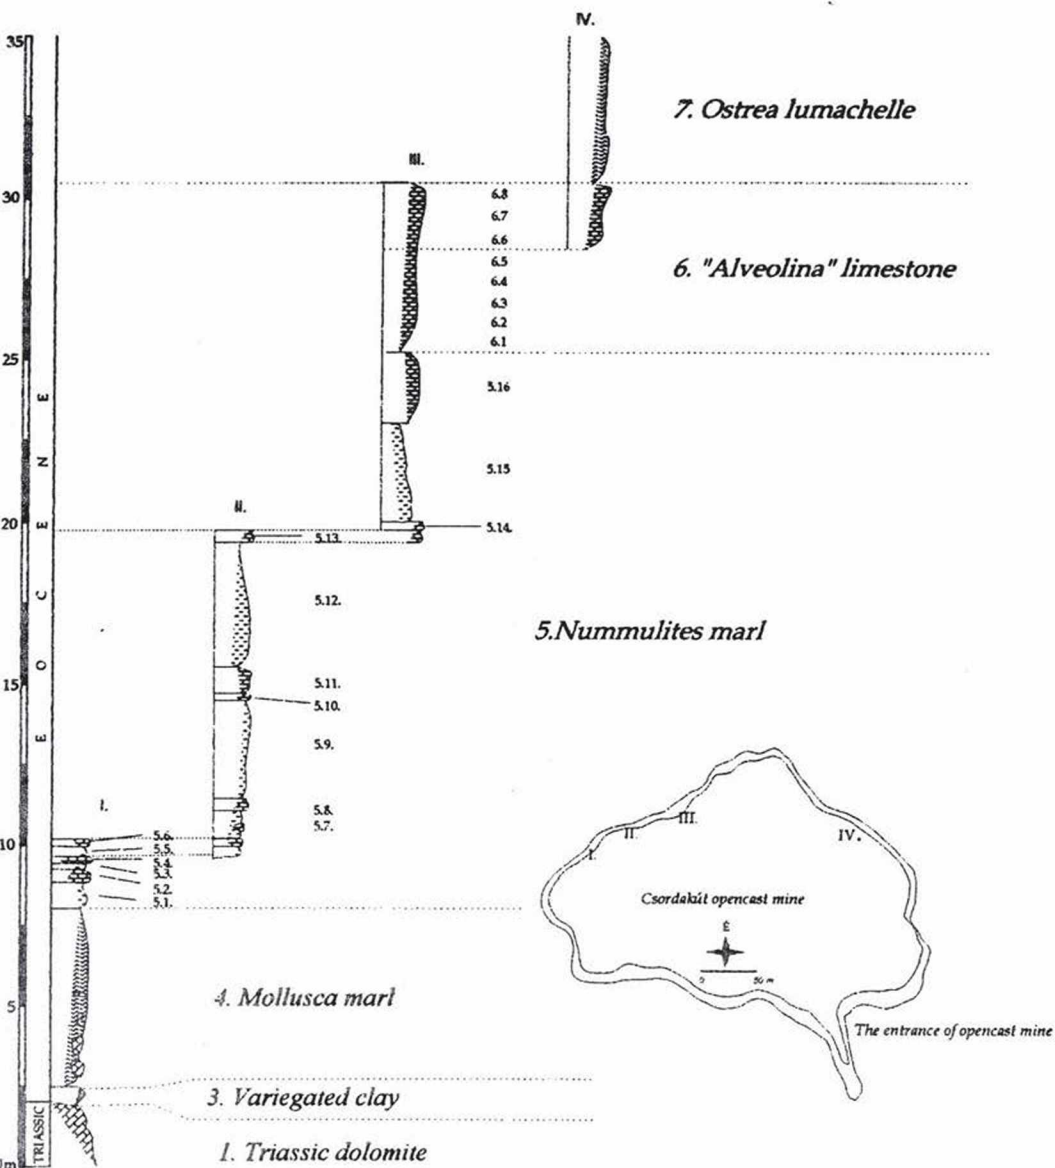 IV.
35
7. Ostrea lumachelle
III.
30
6.8
6.7
6.6
6.5
6. "Alveolina" limestone
6.4
6.3
6.2
6.1
25
5.16
5.15
II.
20
5.14.
5.13.
5.12.
5.Nummulites marl
15
5.11.
5.10.
5.9.
EOCENE
I.
5.8.
5.7.
10
5.6.
5.5.
5.4.
5.3.
5.2.
5.1.
I.
II.
III.
IV.
Csordakút opencast mine
É
0 50 m
The entrance of opencast mine
4. Mollusca marl
5
3. Variegated clay
TRIASSIC
1. Triassic dolomite
0m